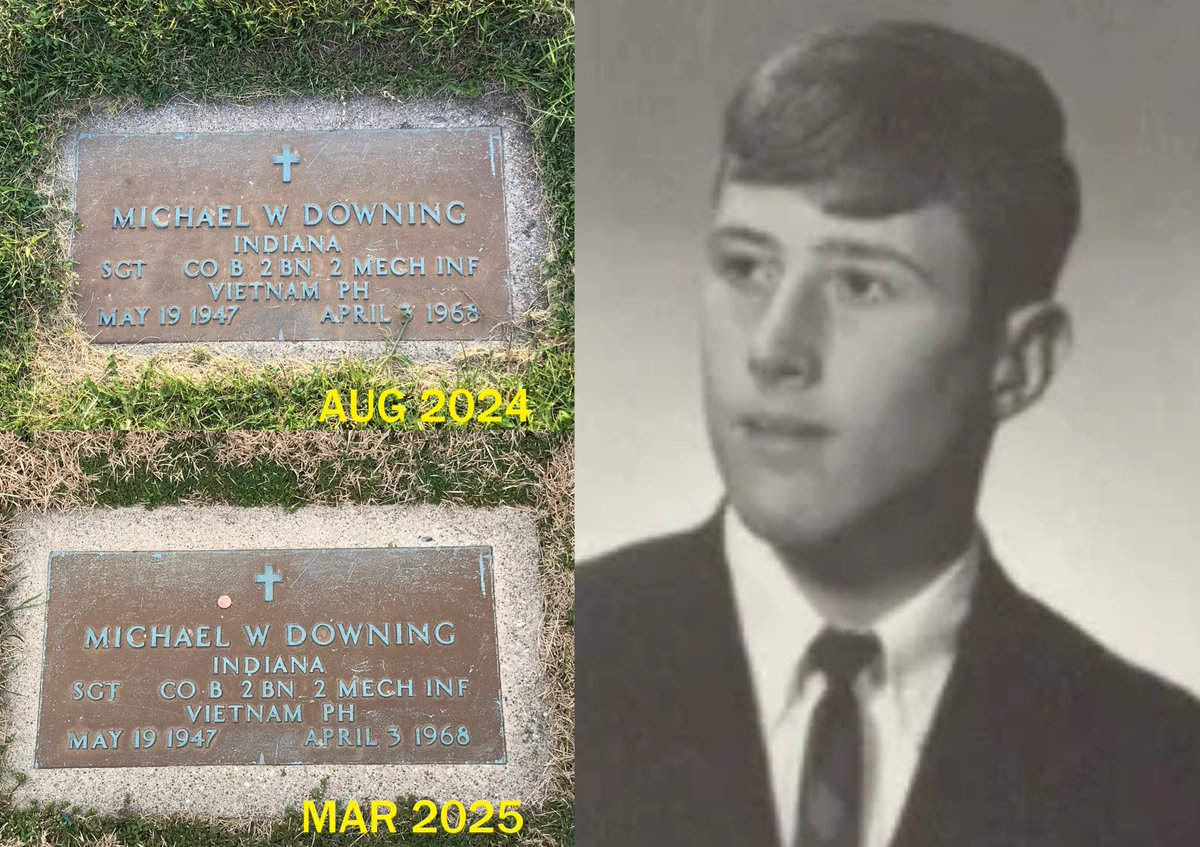 MICHAEL W DOWNING
INDIANA
SGT CO B 2 BN 2 MECH INF
VIETNAM PH
MAY 19 1947 APRIL 3 1968
AUG 2024
MICHAEL W DOWNING
INDIANA
SGT CO B 2 BN 2 MECH INF
VIETNAM PH
MAY 19 1947 APRIL 3 1968
MAR 2025